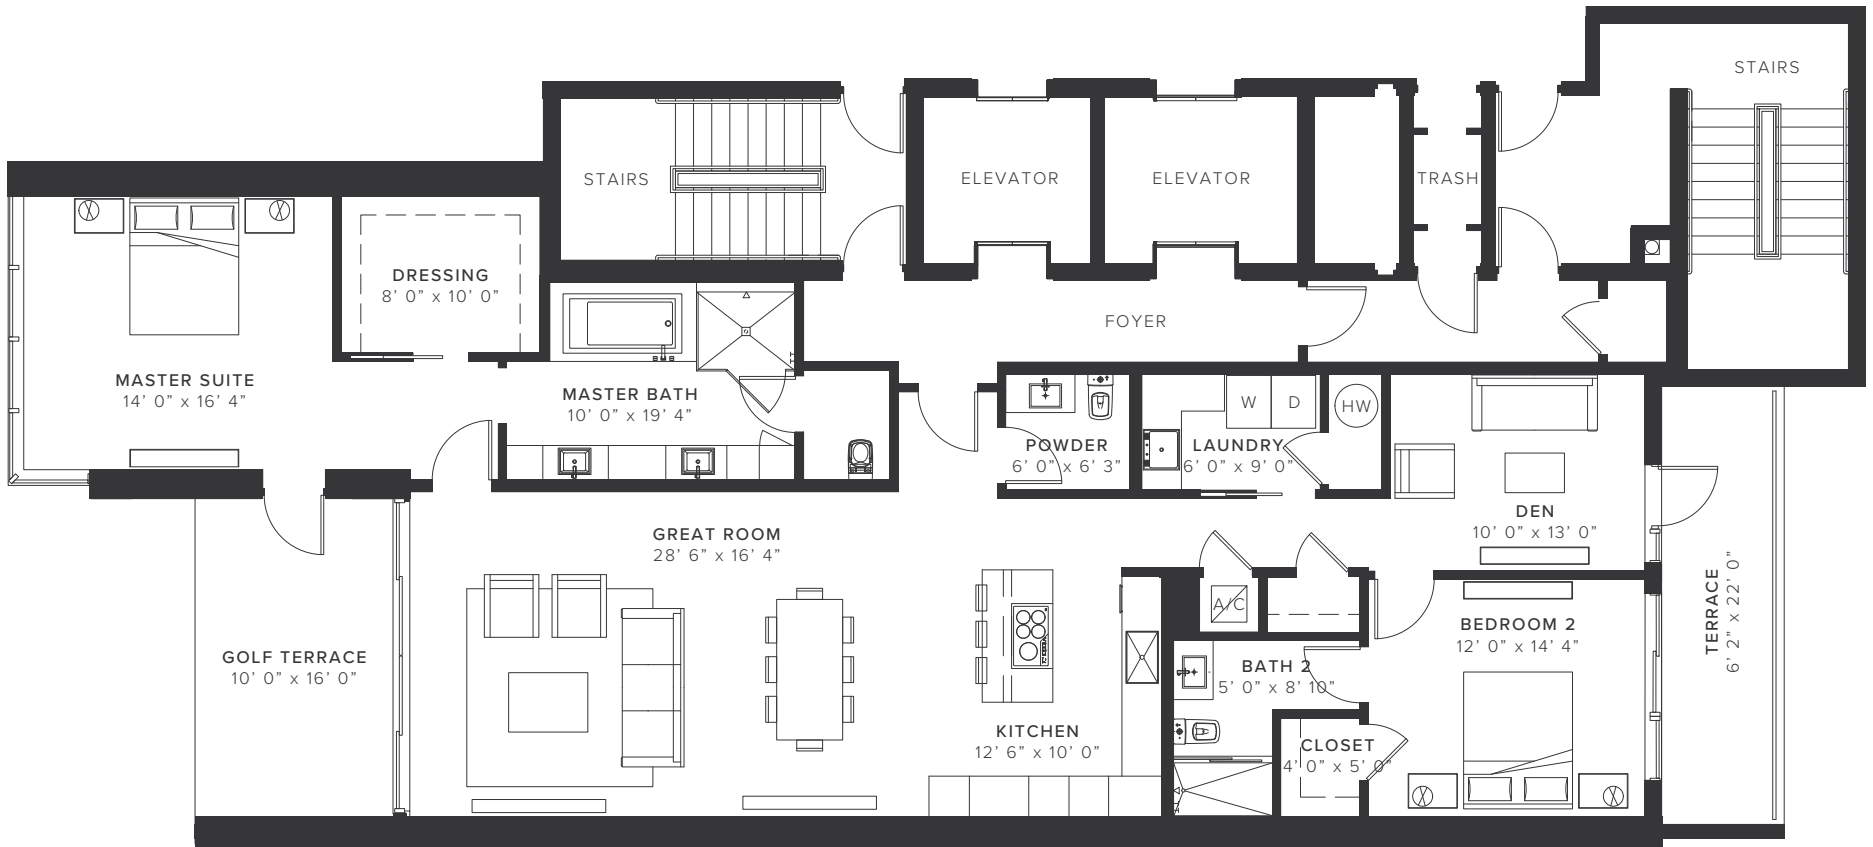 STAIRS
STAIRS
ELEVATOR
ELEVATOR
TRASH
DRESSING
8' 0" x 10' 0"
FOYER
MASTER SUITE
14' 0" x 16' 4"
MASTER BATH
10' 0" x 19' 4"
W
D
HW
POWDER
6' 0" x 6' 3"
LAUNDRY
6' 0" x 9' 0"
DEN
10' 0" x 13' 0"
GREAT ROOM
28' 6" x 16' 4"
A/C
TERRACE
6' 2" x 22' 0"
BEDROOM 2
12' 0" x 14' 4"
GOLF TERRACE
10' 0" x 16' 0"
BATH 2
5' 0" x 8' 10"
KITCHEN
12' 6" x 10' 0"
CLOSET
4' 0" x 5' 0"